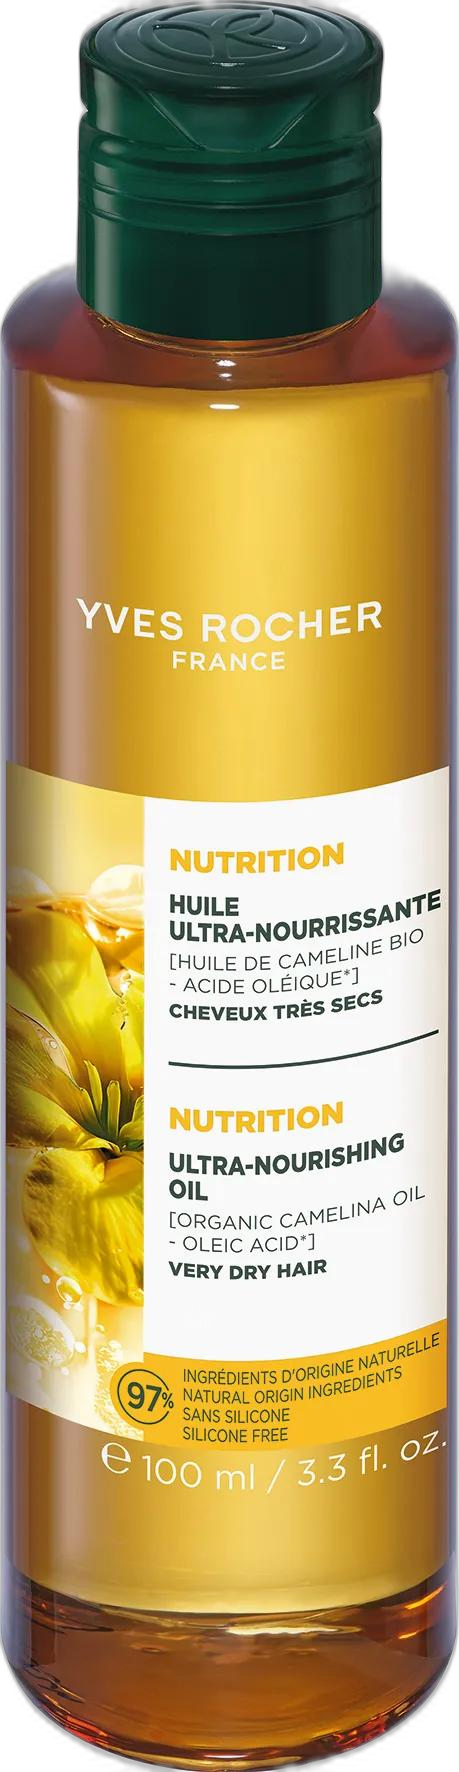 YVES ROCHER
FRANCE
NUTRITION
HUILE
ULTRA-NOURRISSANTE
[HUILE DE CAMELINE BIO
- ACIDE OLÉIQUE*]
CHEVEUX TRÈS SECS
NUTRITION
ULTRA-NOURISHING
OIL
[ORGANIC CAMELINA OIL
- OLEIC ACID*]
VERY DRY HAIR
97%
INGRÉDIENTS D'ORIGINE NATURELLE
NATURAL ORIGIN INGREDIENTS
SANS SILICONE
SILICONE FREE
℮ 100 ml / 3.3 fl. oz.